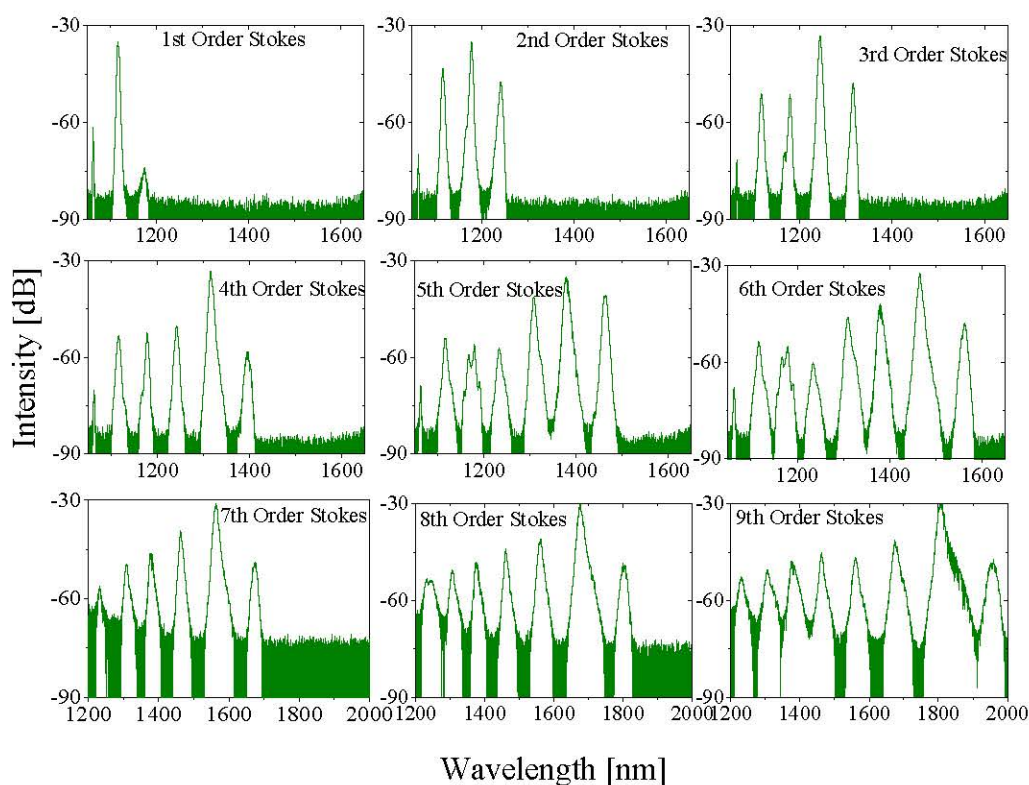 -30
1st Order Stokes
-60
-90
1200 1400 1600
-30
2nd Order Stokes
-60
-90
1200 1400 1600
-30
3rd Order Stokes
-60
-90
1200 1400 1600
Intensity [dB]
-30
4th Order Stokes
-60
-90
1200 1400 1600
-30
5th Order Stokes
-60
-90
1200 1400 1600
-30
6th Order Stokes
-60
-90
1200 1400 1600
-30
7th Order Stokes
-60
-90
1200 1400 1600 1800 2000
-30
8th Order Stokes
-60
-90
1200 1400 1600 1800 2000
-30
9th Order Stokes
-60
-90
1200 1400 1600 1800 2000
Wavelength [nm]